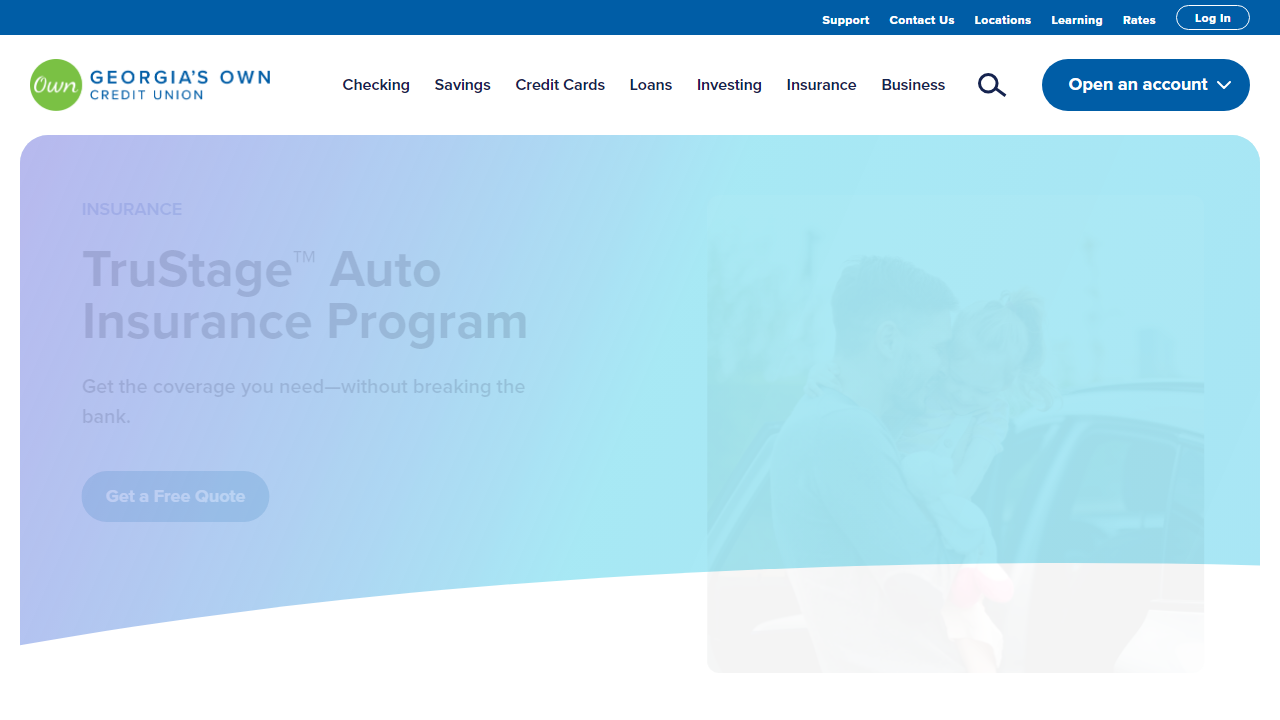 Support Contact Us Locations Learning Rates Log In
Own GEORGIA'S OWN
CREDIT UNION
Checking Savings Credit Cards Loans Investing Insurance Business Open an account
INSURANCE
TruStage™ Auto
Insurance Program
Get the coverage you need—without breaking the
bank.
Get a Free Quote